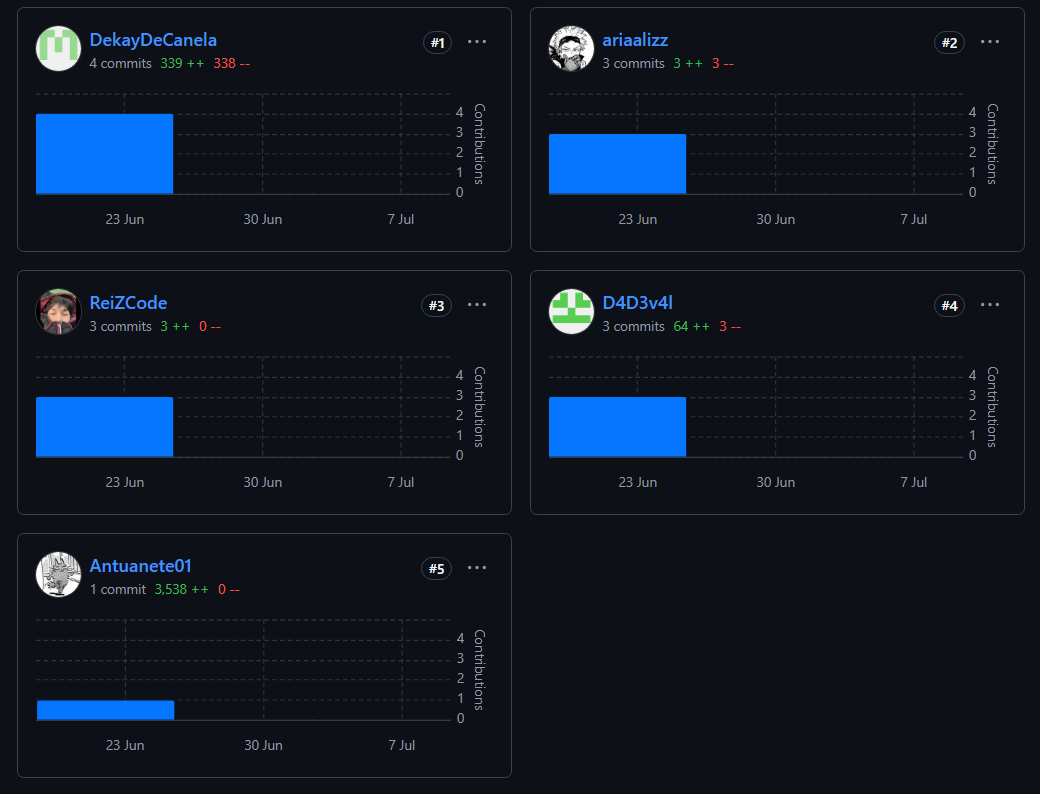 DekayDeCanela
#1
4 commits 339 ++ 338 --
4
3
2
1
0
Contributions
23 Jun 30 Jun 7 Jul
ariaalizz
#2
3 commits 3 ++ 3 --
4
3
2
1
0
Contributions
23 Jun 30 Jun 7 Jul
ReiZCode
#3
3 commits 3 ++ 0 --
4
3
2
1
0
Contributions
23 Jun 30 Jun 7 Jul
D4D3v4l
#4
3 commits 64 ++ 3 --
4
3
2
1
0
Contributions
23 Jun 30 Jun 7 Jul
Antuanete01
#5
1 commit 3,538 ++ 0 --
4
3
2
1
0
Contributions
23 Jun 30 Jun 7 Jul